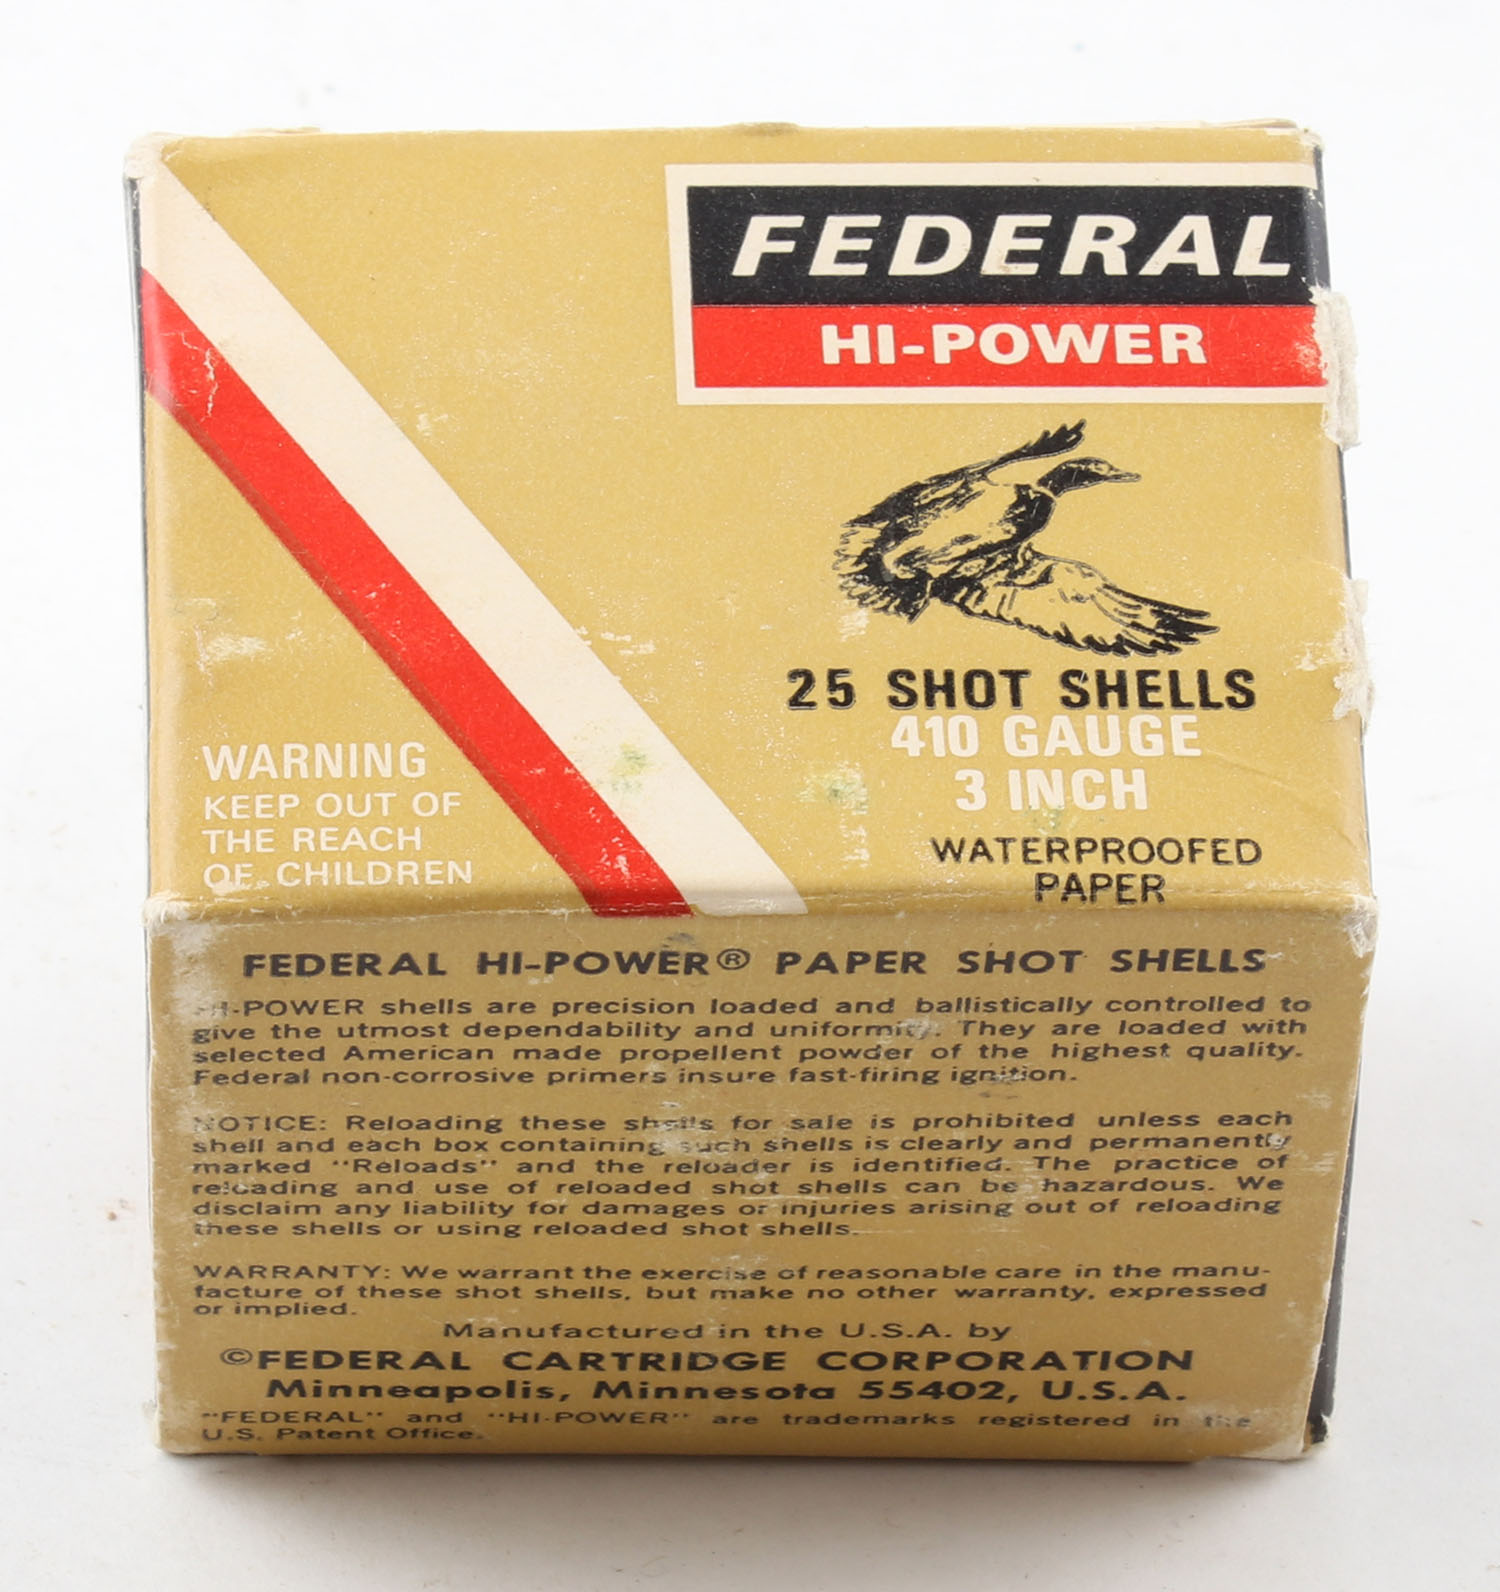 FEDERAL
HI-POWER
25 SHOT SHELLS
410 GAUGE
3 INCH
WATERPROOFED
PAPER
WARNING
KEEP OUT OF
THE REACH
OF CHILDREN
FEDERAL HI-POWER® PAPER SHOT SHELLS
HI-POWER shells are precision loaded and ballistically controlled to
give the utmost dependability and uniformity. They are loaded with
selected American made propellent powder of the highest quality.
Federal non-corrosive primers insure fast-firing ignition.
NOTICE: Reloading these shells for sale is prohibited unless each
shell and each box containing such shells is clearly and permanently
marked "Reloads" and the reloader is identified. The practice of
reloading and use of reloaded shot shells can be hazardous. We
disclaim any liability for damages or injuries arising out of reloading
these shells or using reloaded shot shells.
WARRANTY: We warrant the exercise of reasonable care in the manu-
facture of these shot shells, but make no other warranty, expressed
or implied.
Manufactured in the U.S.A. by
©FEDERAL CARTRIDGE CORPORATION
Minneapolis, Minnesota 55402, U.S.A.
"FEDERAL" and "HI-POWER" are trademarks registered in the
U.S. Patent Office.